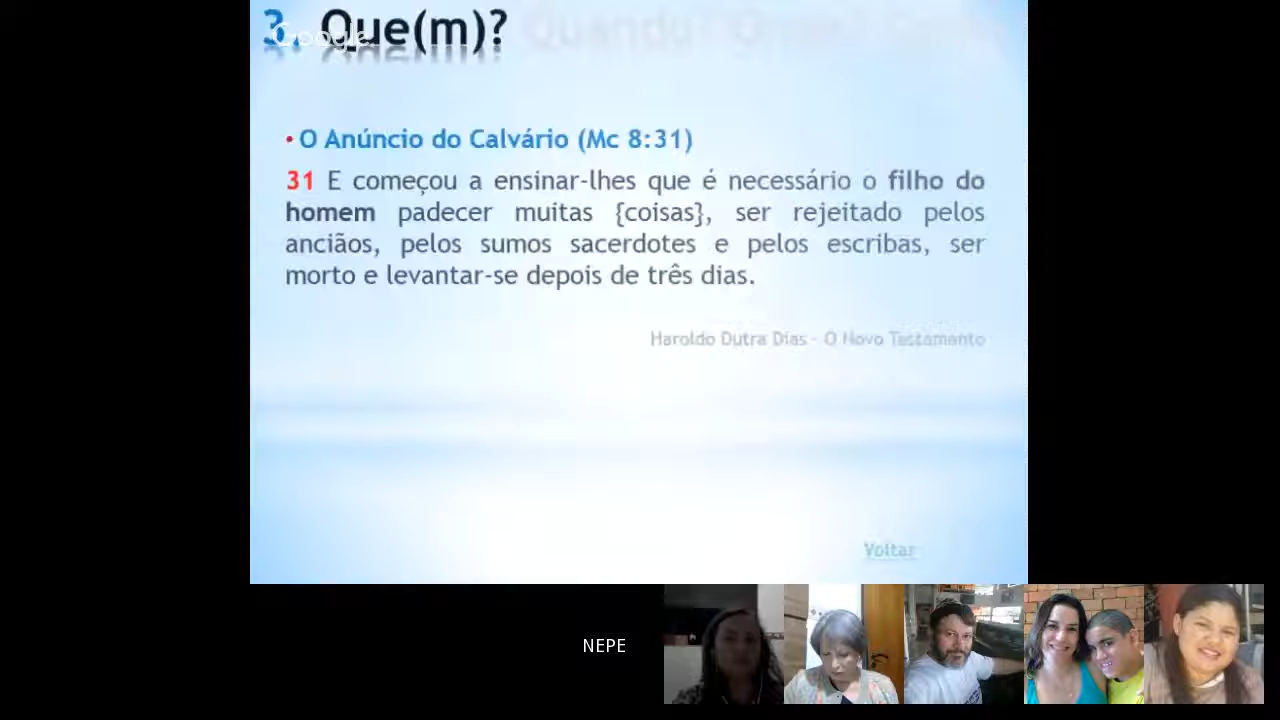 3. Que(m)? Quando
Google
• O Anúncio do Calvário (Mc 8:31)
31 E começou a ensinar-lhes que é necessário o filho do
homem padecer muitas {coisas}, ser rejeitado pelos
anciãos, pelos sumos sacerdotes e pelos escribas, ser
morto e levantar-se depois de três dias.
Haroldo Dutra Dias - O Novo Testamento
Voltar
NEPE